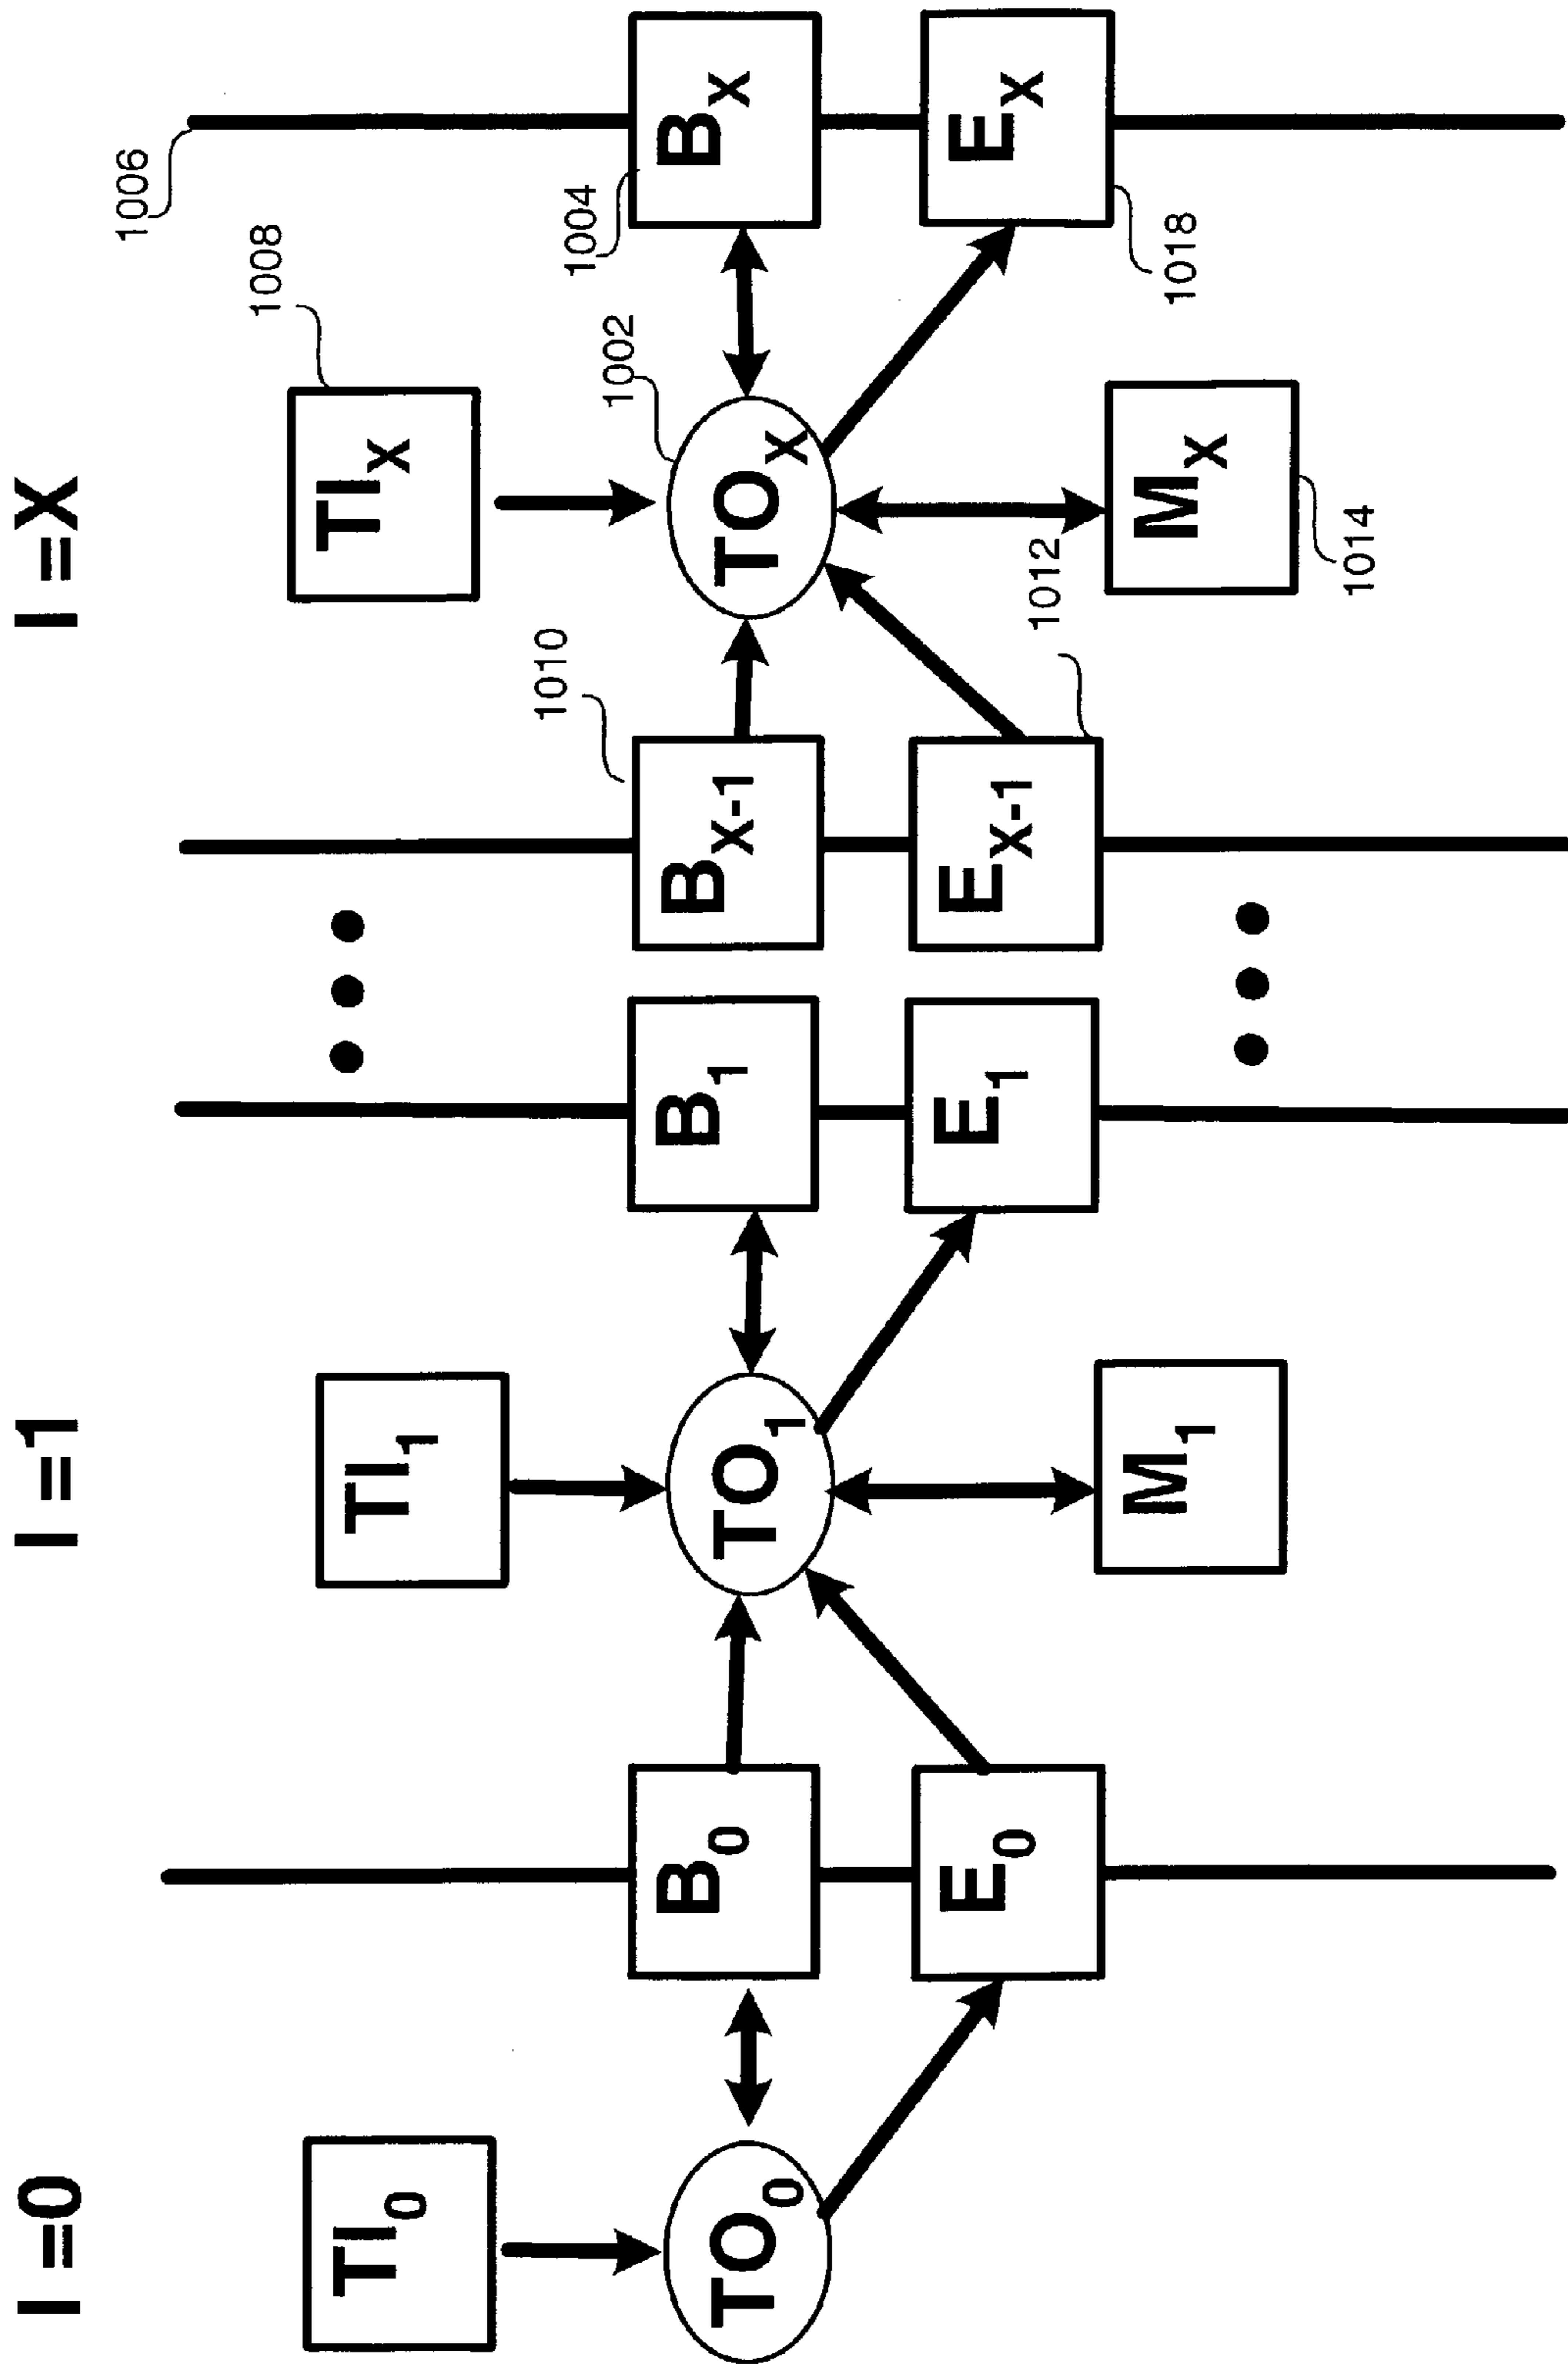 I =0
I =1
I =X
1006
TI₀
TI₁
TIₓ
1008
TO₀
B₀
TO₁
B₁
1010
Bₓ₋₁
TOₓ
1002
1004
Bₓ
E₀
E₁
Eₓ₋₁
1012
Eₓ
1018
M₁
Mₓ
1014